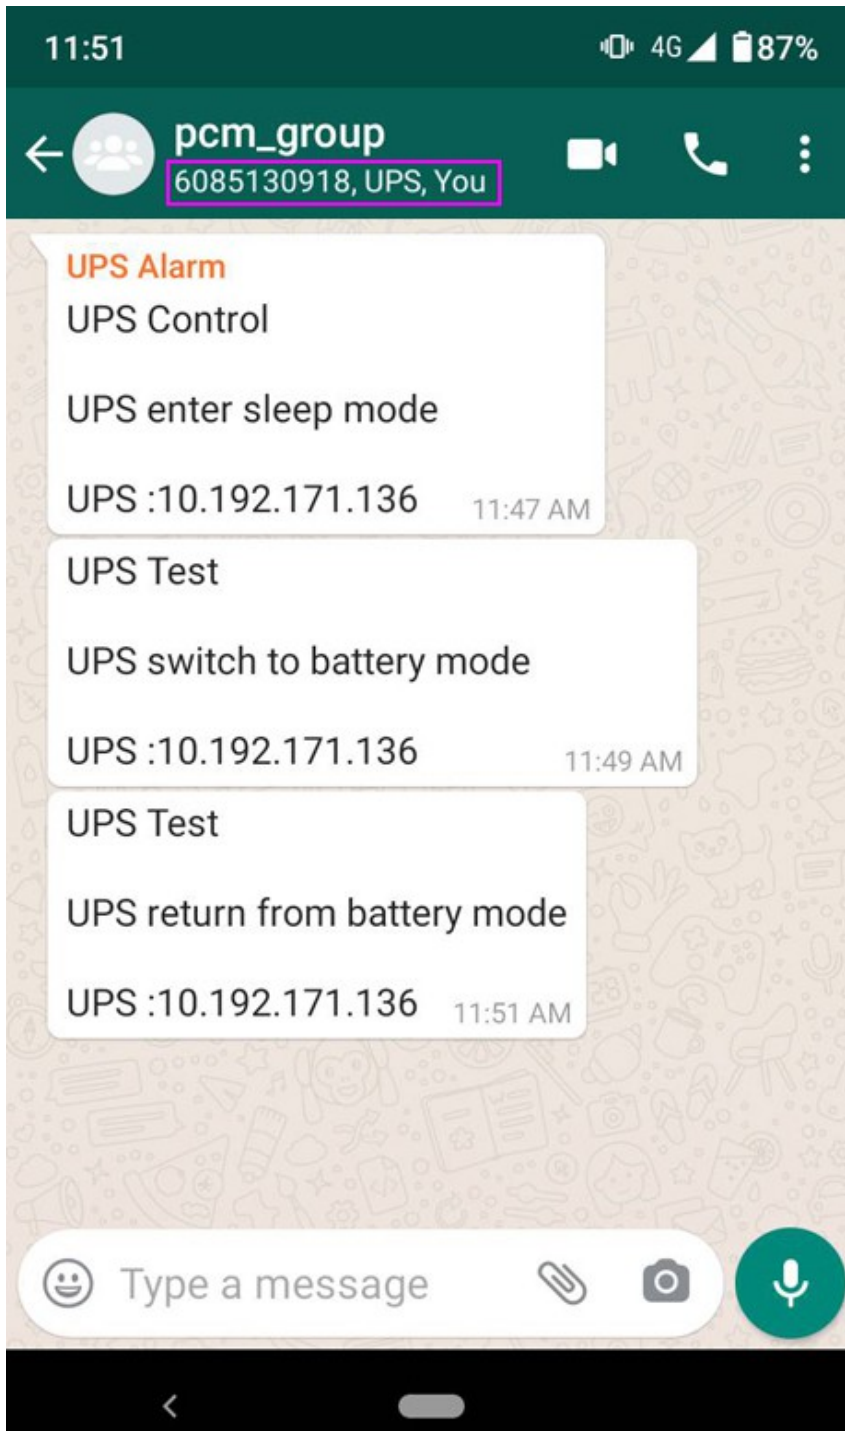 11:51 4G 87%
pcm_group
6085130918, UPS, You
UPS Alarm
UPS Control
UPS enter sleep mode
UPS :10.192.171.136 11:47 AM
UPS Test
UPS switch to battery mode
UPS :10.192.171.136 11:49 AM
UPS Test
UPS return from battery mode
UPS :10.192.171.136 11:51 AM
Type a message